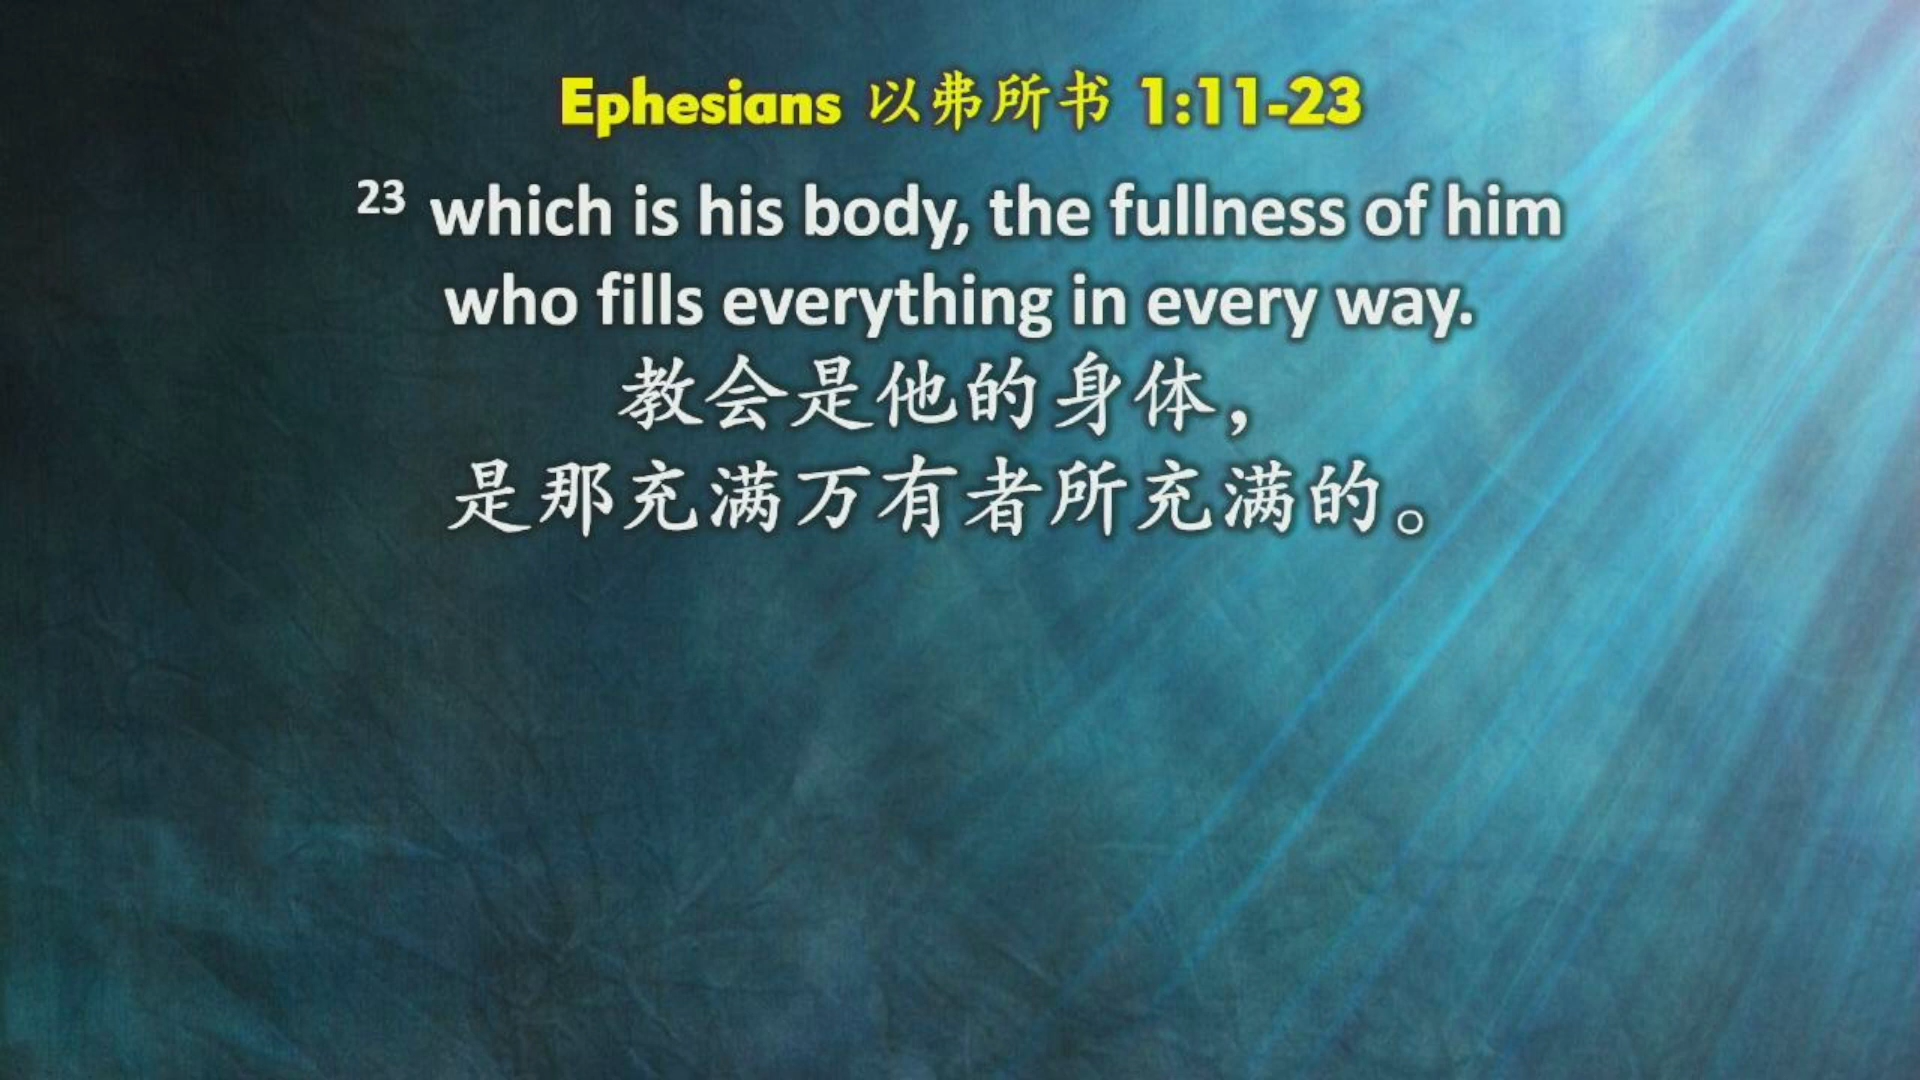 Ephesians 以弗所书 1:11-23
23 which is his body, the fullness of him
who fills everything in every way.
教会是他的身体，
是那充满万有者所充满的。